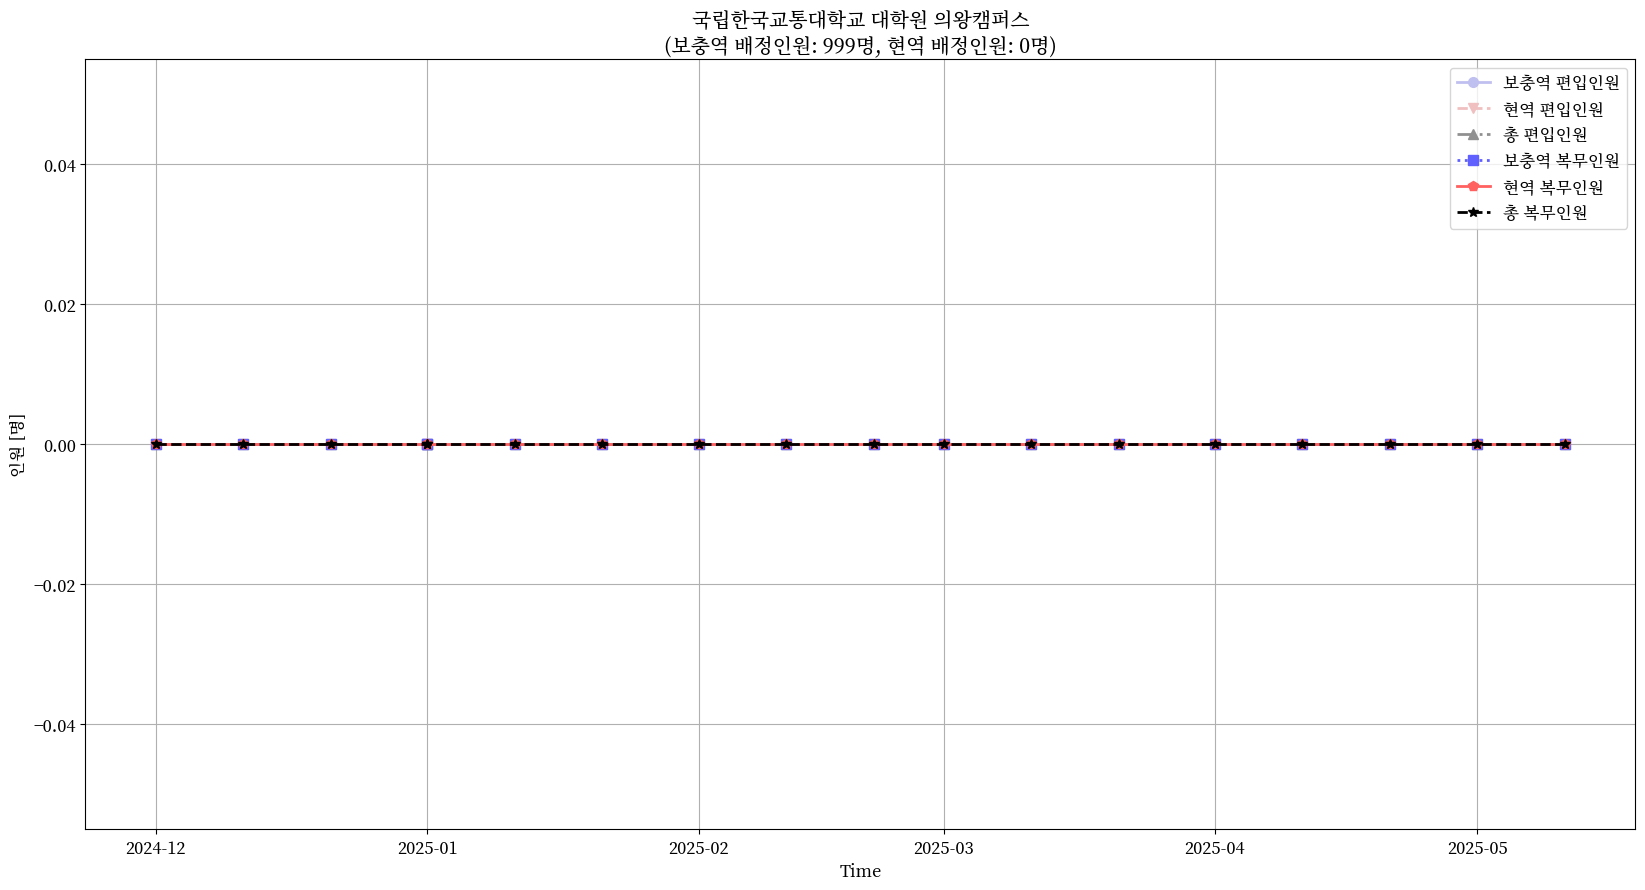 국립한국교통대학교 대학원 의왕캠퍼스
(보충역 배정인원: 999명, 현역 배정인원: 0명)
보충역 편입인원
현역 편입인원
총 편입인원
보충역 복무인원
현역 복무인원
총 복무인원
0.04
0.02
0.00
−0.02
−0.04
인원 [명]
2024-12
2025-01
2025-02
2025-03
2025-04
2025-05
Time